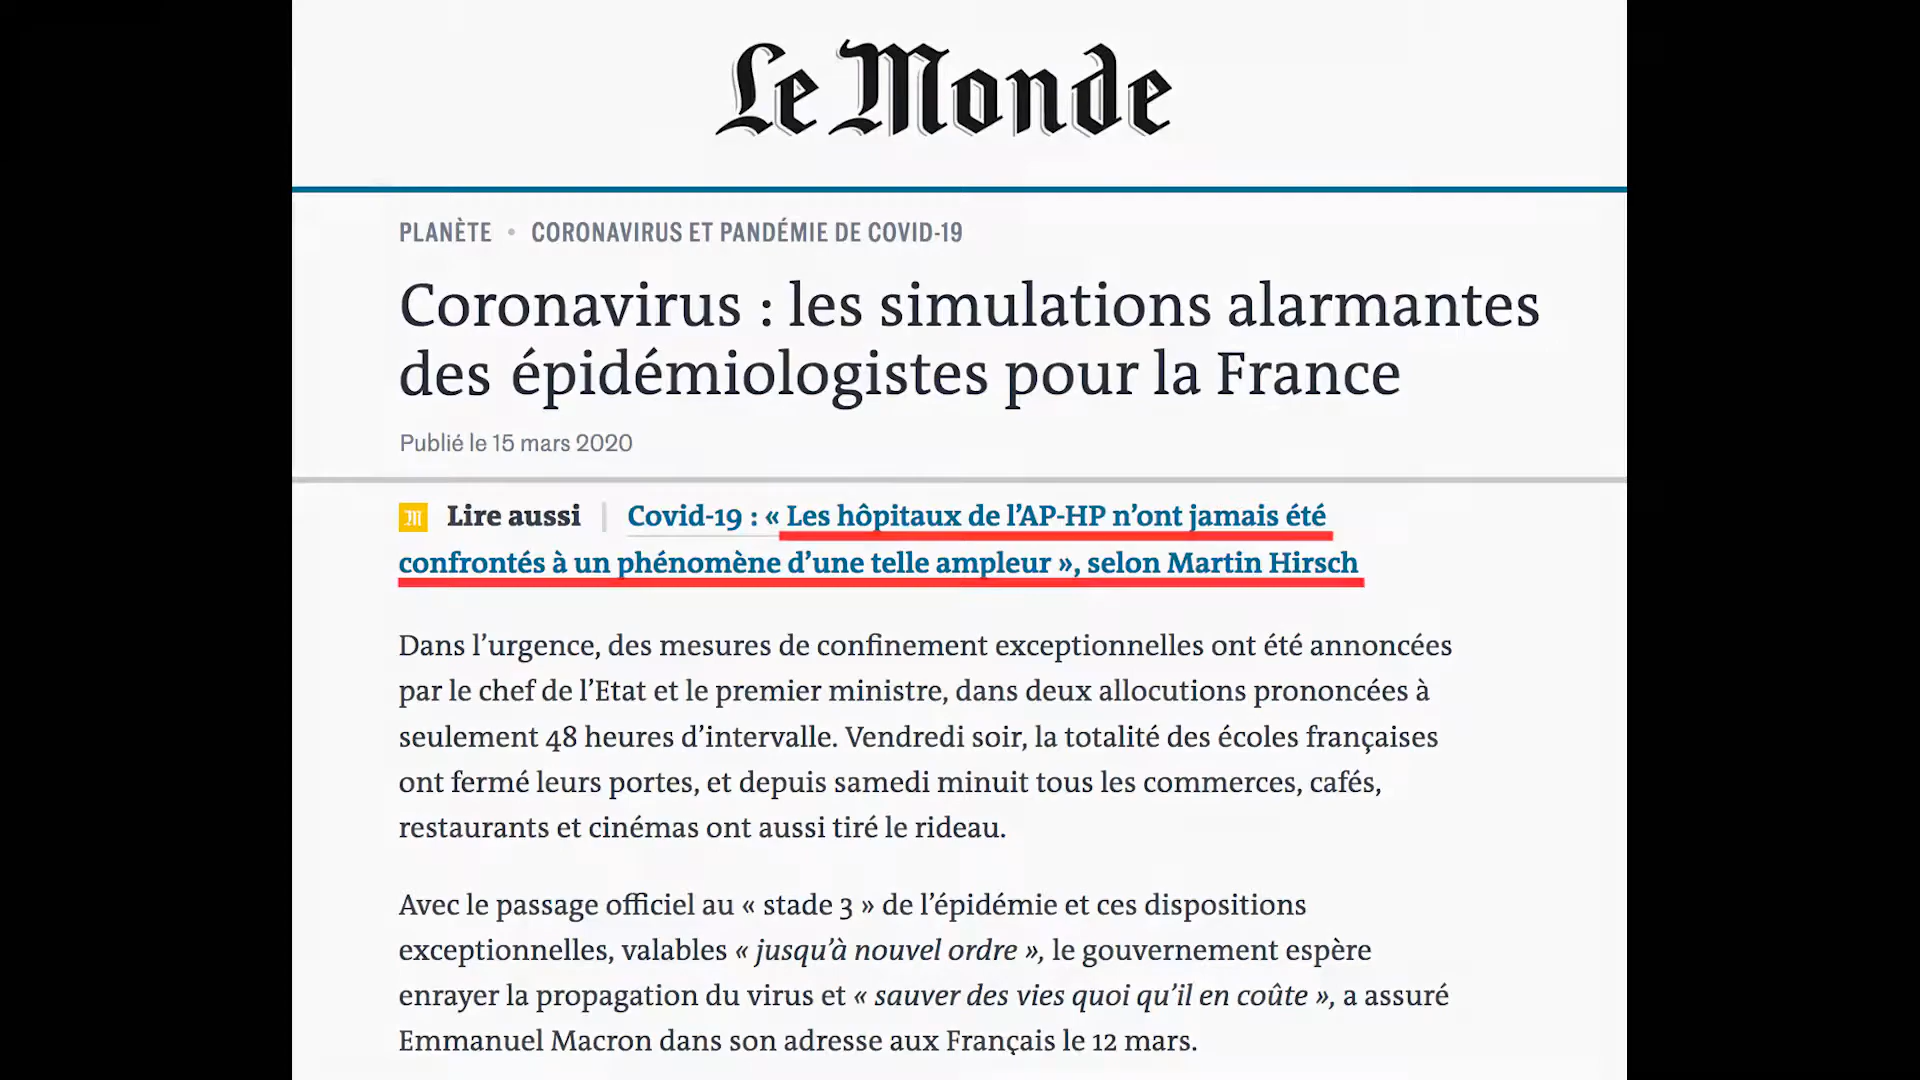 Le Monde
PLANÈTE • CORONAVIRUS ET PANDÉMIE DE COVID-19
Coronavirus : les simulations alarmantes
des épidémiologistes pour la France
Publié le 15 mars 2020
Lire aussi | Covid-19 : « Les hôpitaux de l’AP-HP n’ont jamais été
confrontés à un phénomène d’une telle ampleur », selon Martin Hirsch
Dans l’urgence, des mesures de confinement exceptionnelles ont été annoncées
par le chef de l’Etat et le premier ministre, dans deux allocutions prononcées à
seulement 48 heures d’intervalle. Vendredi soir, la totalité des écoles françaises
ont fermé leurs portes, et depuis samedi minuit tous les commerces, cafés,
restaurants et cinémas ont aussi tiré le rideau.
Avec le passage officiel au « stade 3 » de l’épidémie et ces dispositions
exceptionnelles, valables « jusqu’à nouvel ordre », le gouvernement espère
enrayer la propagation du virus et « sauver des vies quoi qu’il en coûte », a assuré
Emmanuel Macron dans son adresse aux Français le 12 mars.